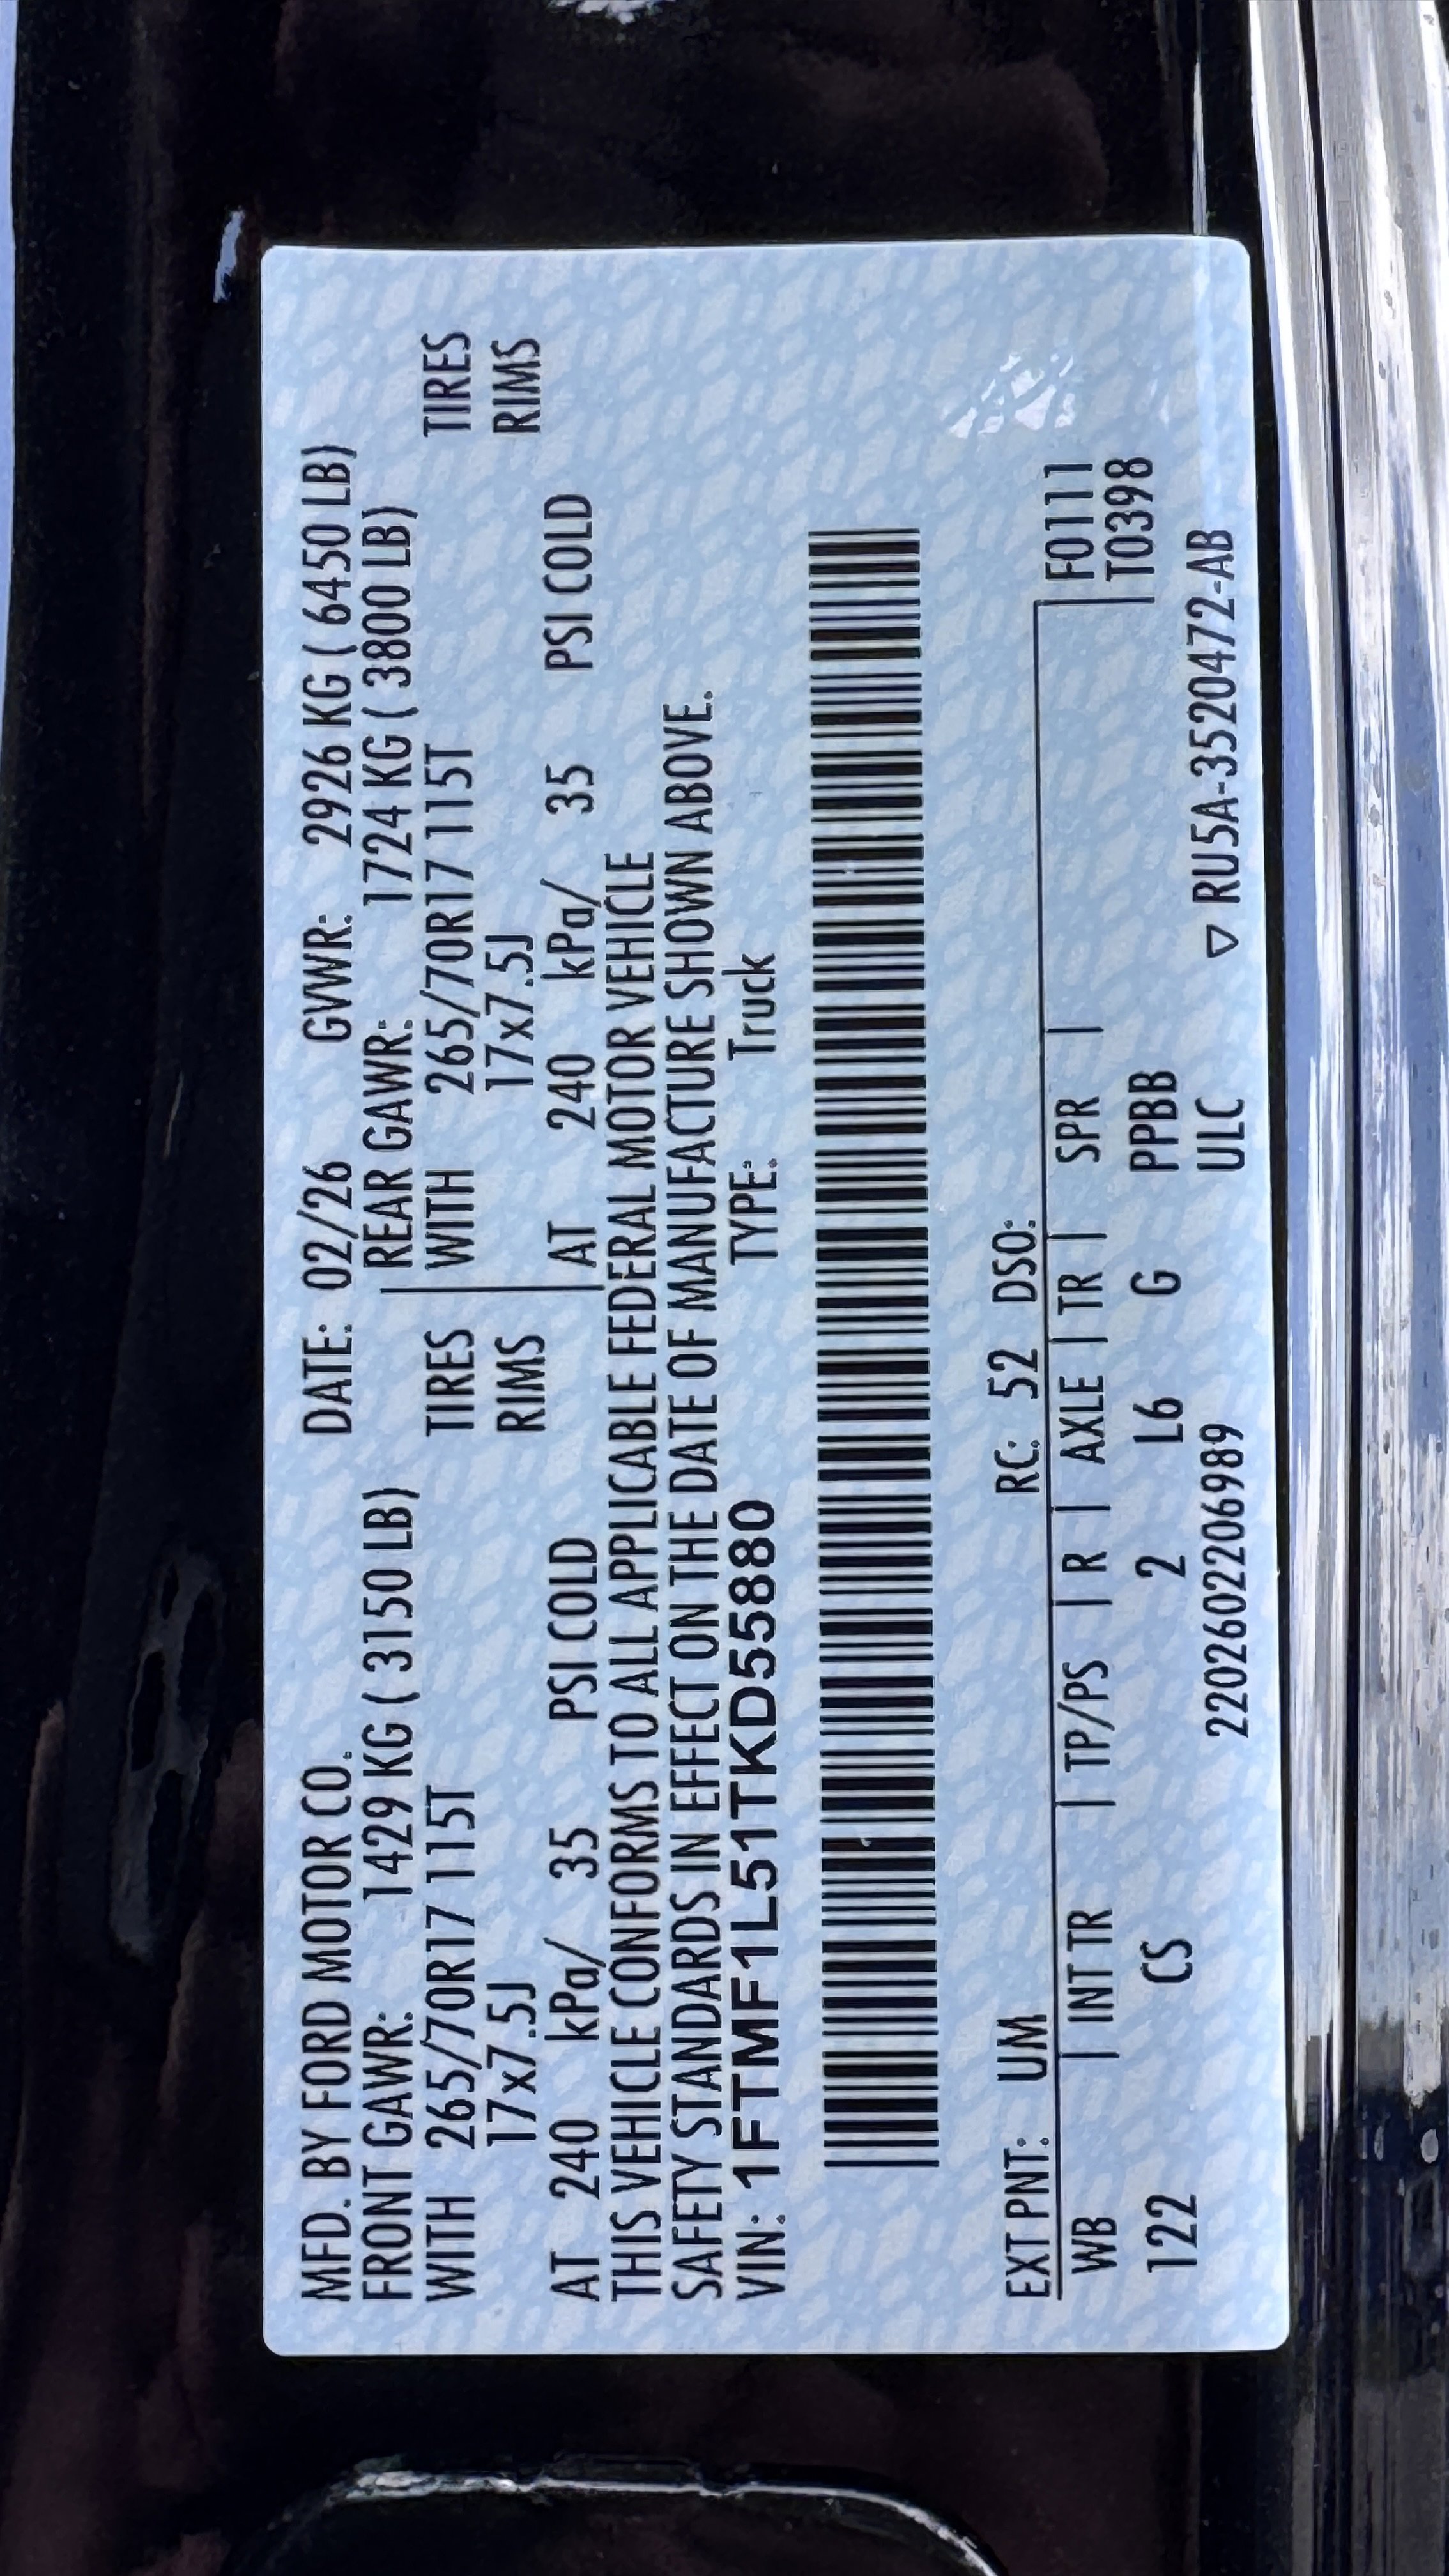 MFD. BY FORD MOTOR CO. DATE: 02/26 GVWR: 2926 KG ( 6450 LB)
FRONT GAWR: 1429 KG ( 3150 LB) REAR GAWR: 1724 KG ( 3800 LB)
WITH 265/70R17 115T TIRES WITH 265/70R17 115T TIRES
17x7.5J RIMS 17x7.5J RIMS
AT 240 kPa/ 35 PSI COLD AT 240 kPa/ 35 PSI COLD
THIS VEHICLE CONFORMS TO ALL APPLICABLE FEDERAL MOTOR VEHICLE
SAFETY STANDARDS IN EFFECT ON THE DATE OF MANUFACTURE SHOWN ABOVE.
VIN: 1FTMF1L51TKD55880 TYPE: Truck
EXT PNT: UM RC: 52 DSO:
WB | INT TR | TP/PS | R | AXLE | TR | SPR | F0111
122 CS 2 L6 G PPBB T0398
22026022069 89 ULC ▽ RU5A-3520472-AB